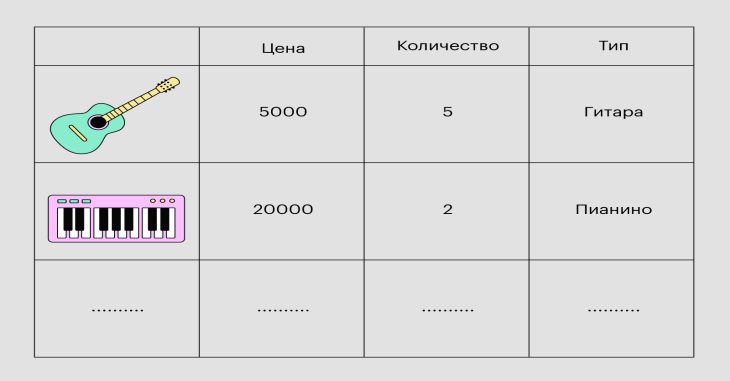 Цена Количество Тип
5000 5 Гитара
20000 2 Пианино
.......... .......... .......... ..........